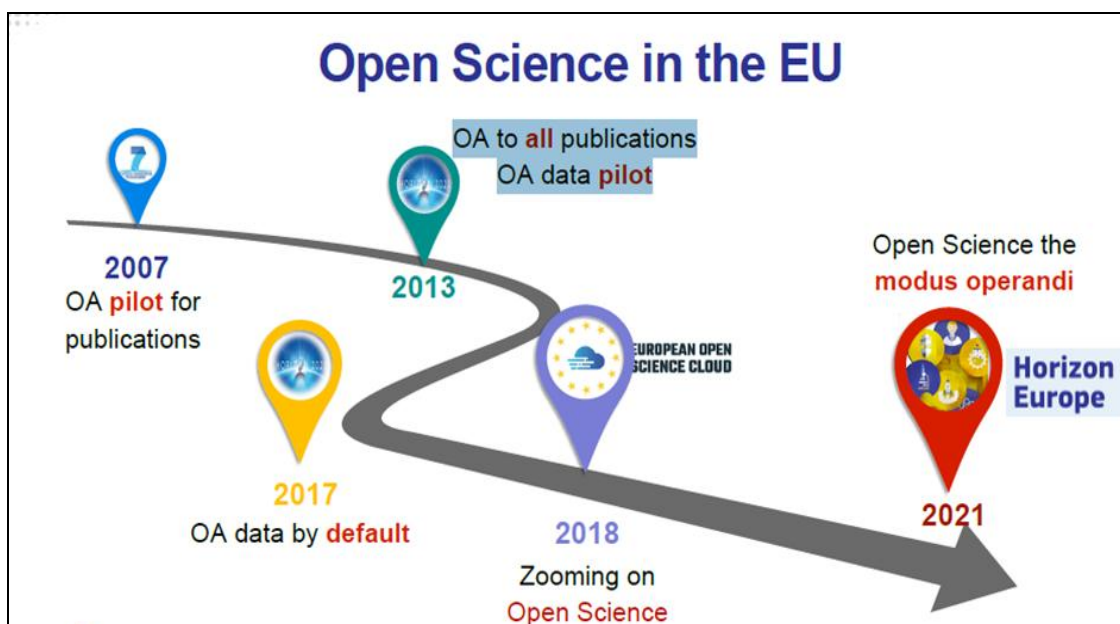 Open Science in the EU
7
2007
OA pilot for
publications
OA to all publications
OA data pilot
2013
2017
OA data by default
EUROPEAN OPEN
SCIENCE CLOUD
2018
Zooming on
Open Science
Open Science the
modus operandi
Horizon
Europe
2021